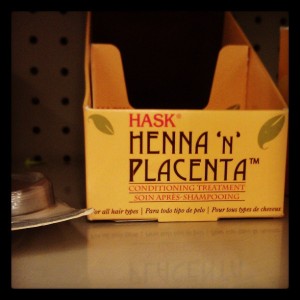 HASK®
HENNA 'N'
PLACENTA™
CONDITIONING TREATMENT
SOIN APRÈS-SHAMPOOING
for all hair types | Para todo tipo de pelo | Pour tous types de cheveux